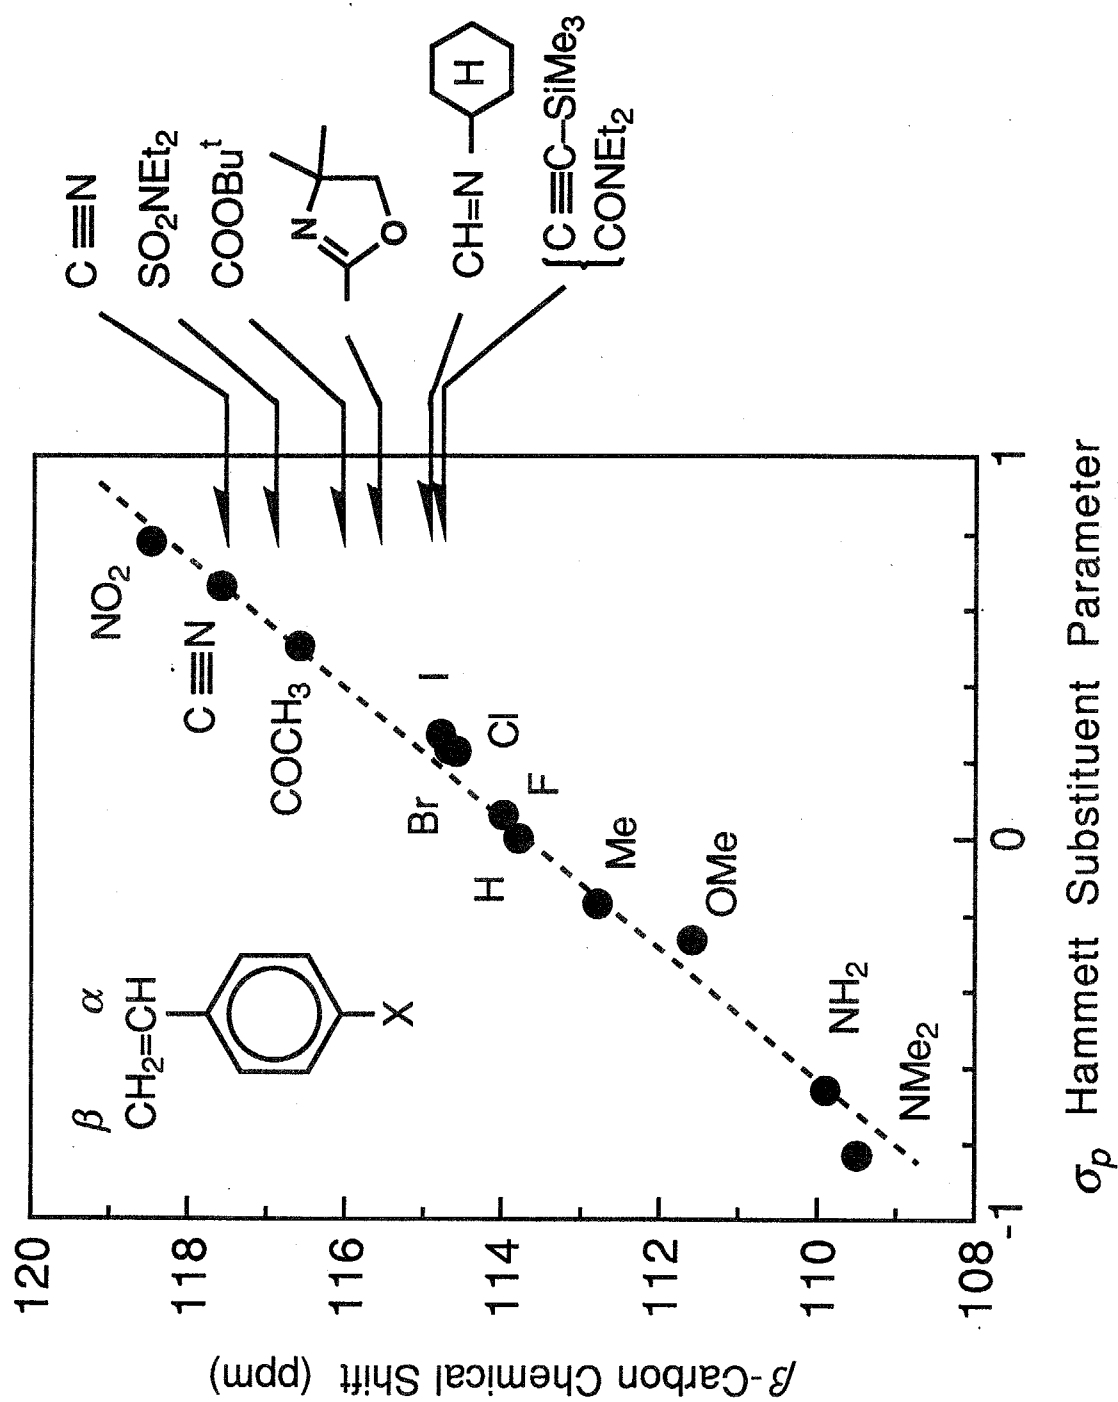 β α
CH₂=CH
X
NO₂
C≡N
COCH₃
I
Br
Cl
F
H
Me
OMe
NH₂
NMe₂
C≡N
SO₂NEt₂
COOBuᵗ
N
O
CH=N
H
C≡C–SiMe₃
CONEt₂
120
118
116
114
112
110
108
-1
0
1
β-Carbon Chemical Shift (ppm)
σₚ Hammett Substituent Parameter